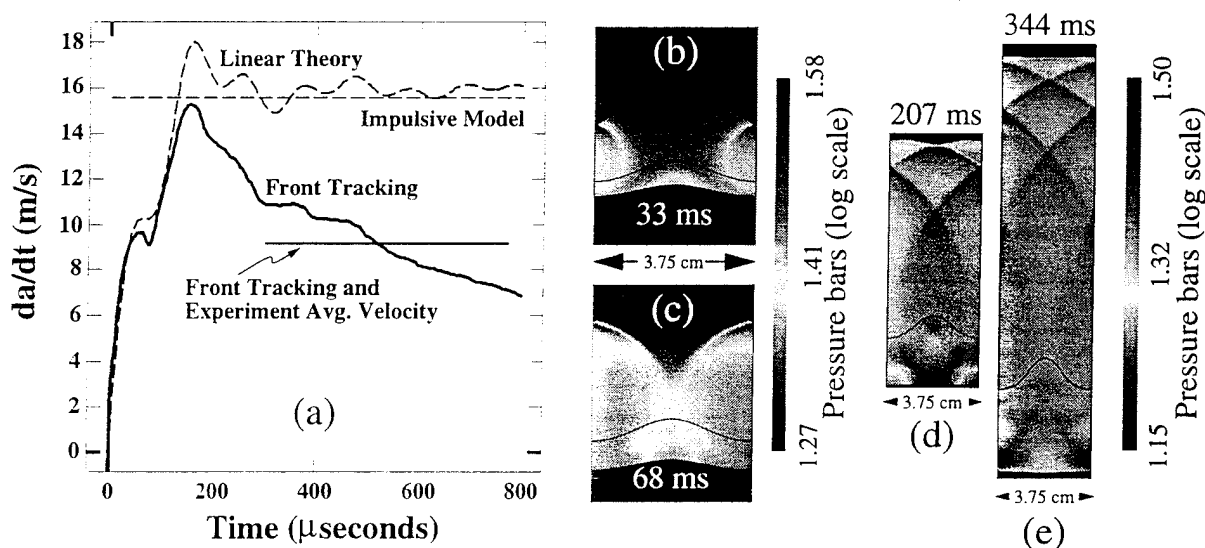 18
16
14
12
10
8
6
4
2
0
da/dt (m/s)
Linear Theory
Impulsive Model
Front Tracking
Front Tracking and
Experiment Avg. Velocity
(a)
0
200
400
600
800
Time (μseconds)
(b)
33 ms
3.75 cm
(c)
68 ms
1.58
1.41
1.27
Pressure bars (log scale)
207 ms
3.75 cm
(d)
344 ms
3.75 cm
(e)
1.50
1.32
1.15
Pressure bars (log scale)